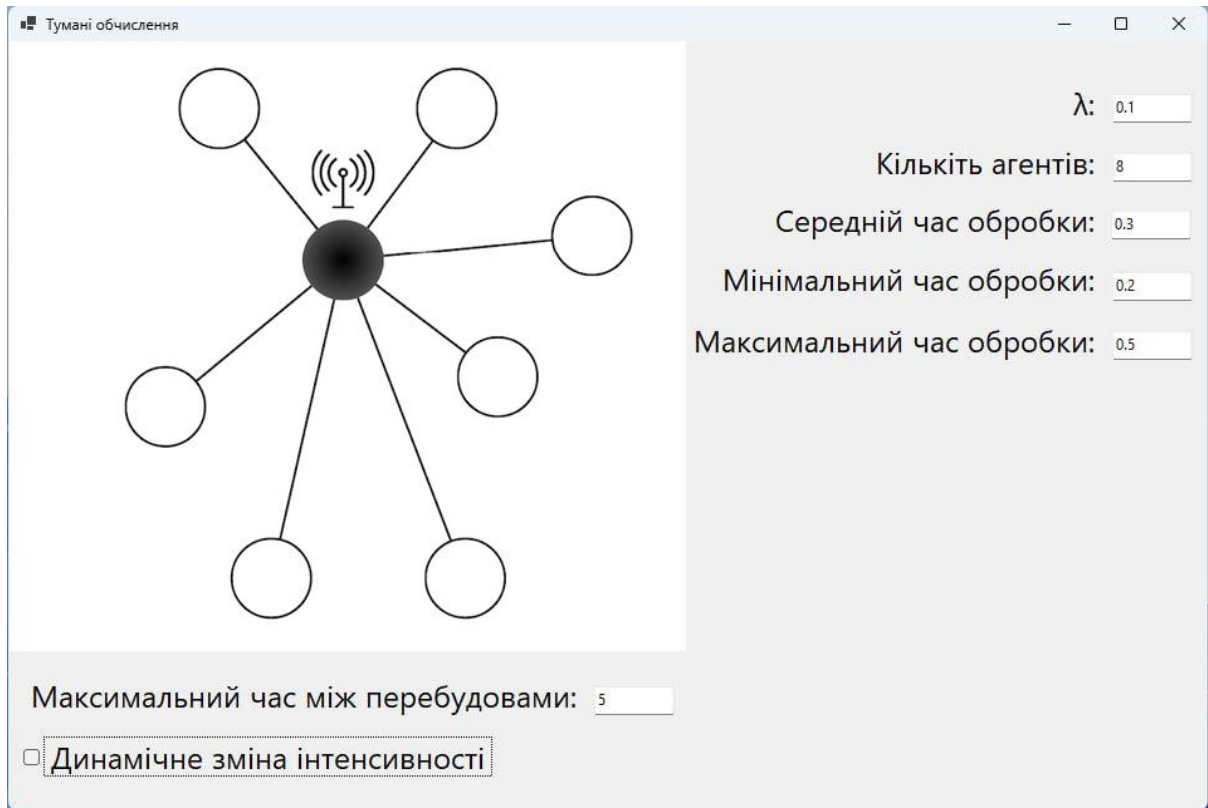 Тумані обчислення
λ: 0.1
Кількіть агентів: 8
Середній час обробки: 0.3
Мінімальний час обробки: 0.2
Максимальний час обробки: 0.5
Максимальний час між перебудовами: 5
Динамічне зміна інтенсивності